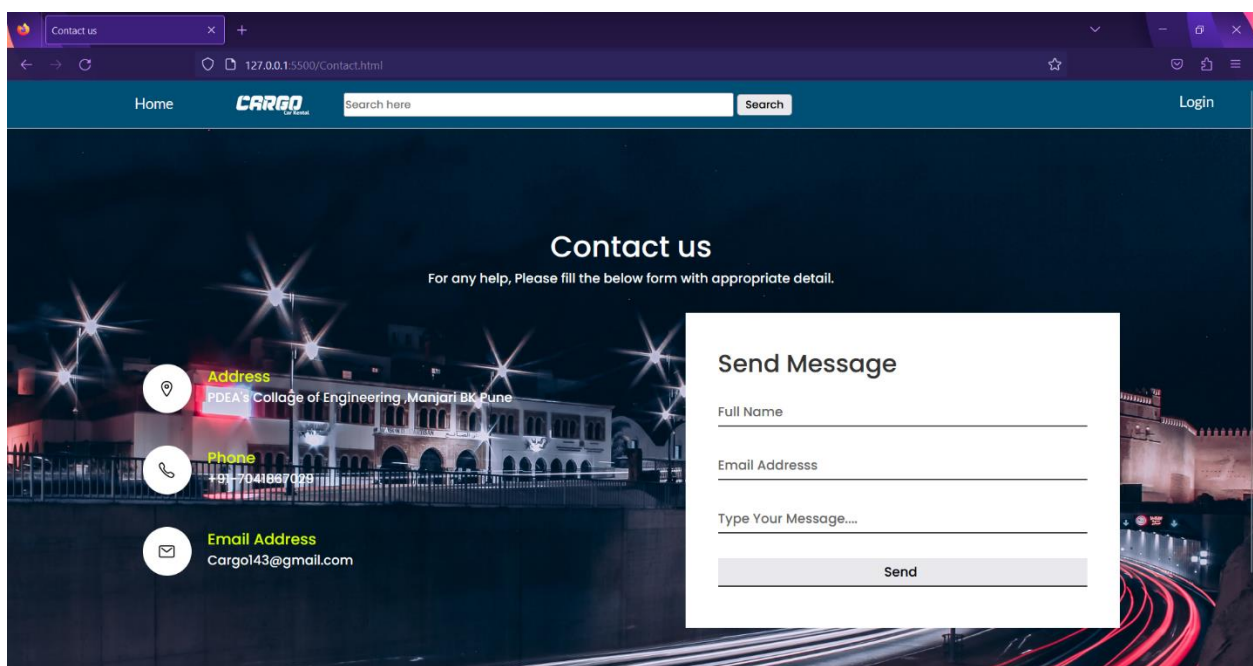 Contact us
127.0.0.1:5500/Contact.html
Home
CARGO
Car Rental
Search here
Search
Login
Contact us
For any help, Please fill the below form with appropriate detail.
Address
PDEA's Collage of Engineering ,Manjari BK Pune
Phone
+91-7041867029
Email Address
Cargo143@gmail.com
Send Message
Full Name
Email Addresss
Type Your Message....
Send